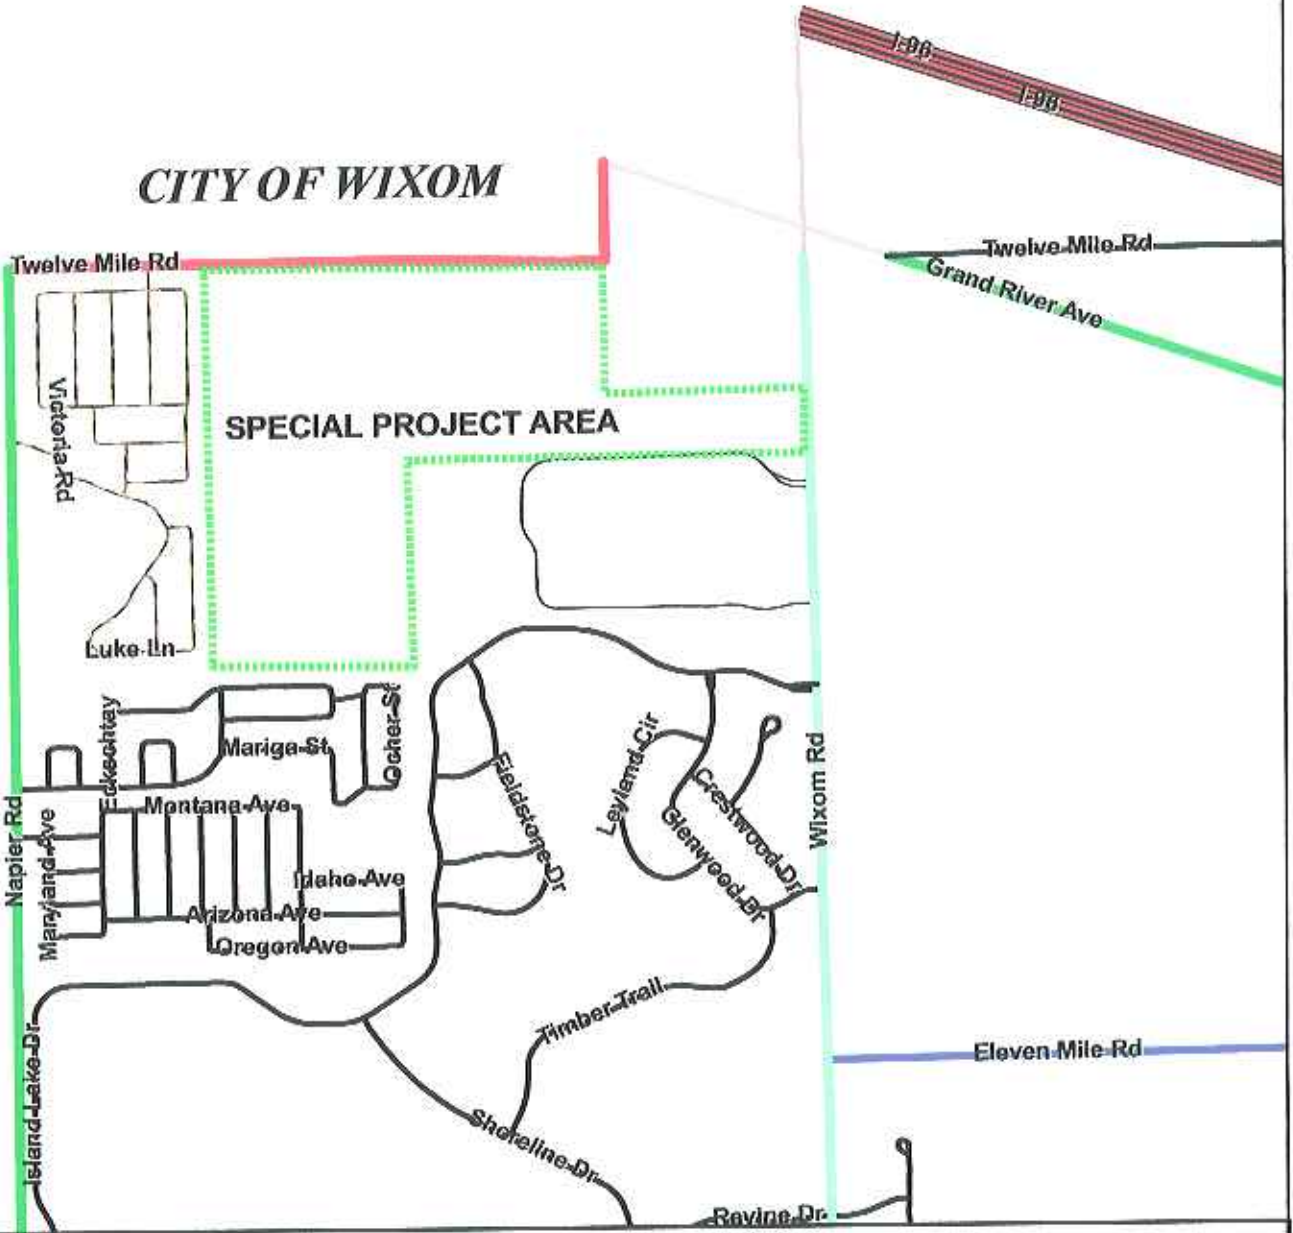 I-96
I-96
CITY OF WIXOM
Twelve Mile Rd
Twelve Mile Rd
Grand River Ave
Victoria Rd
SPECIAL PROJECT AREA
Luke Ln
Ocher St
Mariga St
Montana Ave
Fieldstone Dr
Leyland Cir
Crestwood Dr
Glenwood Dr
Wixom Rd
Napier Rd
Maryland Ave
Idaho Ave
Arizona Ave
Oregon Ave
Timber Trail
Island Lake Dr
Eleven Mile Rd
Shoreline Dr
Ravine Dr